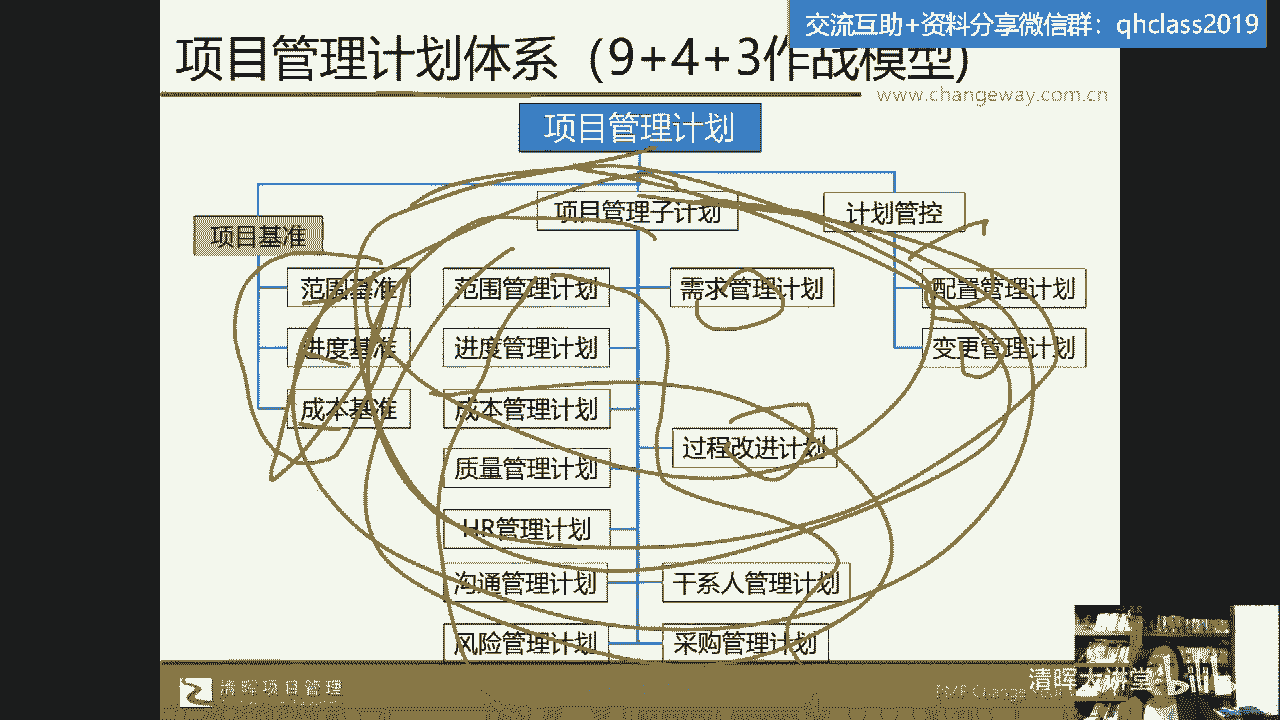 交流互助+资料分享微信群：qhclass2019
项目管理计划体系（9+4+3作战模型）
www.changeway.com.cn
项目管理计划
项目基准
项目管理子计划
计划管控
范围基准
范围管理计划
需求管理计划
配置管理计划
进度基准
进度管理计划
变更管理计划
成本基准
成本管理计划
过程改进计划
质量管理计划
HR管理计划
沟通管理计划
干系人管理计划
风险管理计划
采购管理计划
清晖项目管理
清晖大讲堂